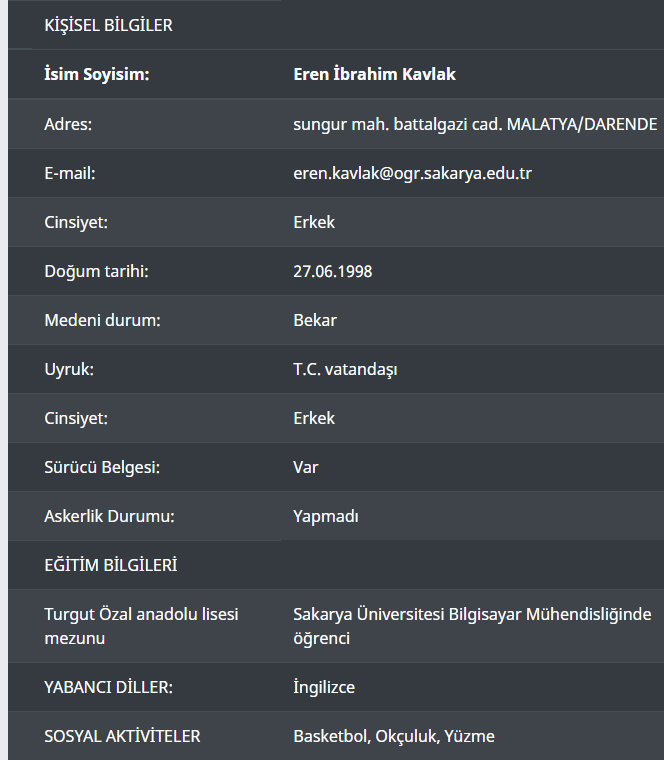 KİŞİSEL BİLGİLER
İsim Soyisim: Eren İbrahim Kavlak
Adres: sungur mah. battalgazi cad. MALATYA/DARENDE
E-mail: eren.kavlak@ogr.sakarya.edu.tr
Cinsiyet: Erkek
Doğum tarihi: 27.06.1998
Medeni durum: Bekar
Uyruk: T.C. vatandaşı
Cinsiyet: Erkek
Sürücü Belgesi: Var
Askerlik Durumu: Yapmadı
EĞİTİM BİLGİLERİ
Turgut Özal anadolu lisesi
mezunu
Sakarya Üniversitesi Bilgisayar Mühendisliğinde
öğrenci
YABANCI DİLLER: İngilizce
SOSYAL AKTİVİTELER Basketbol, Okçuluk, Yüzme